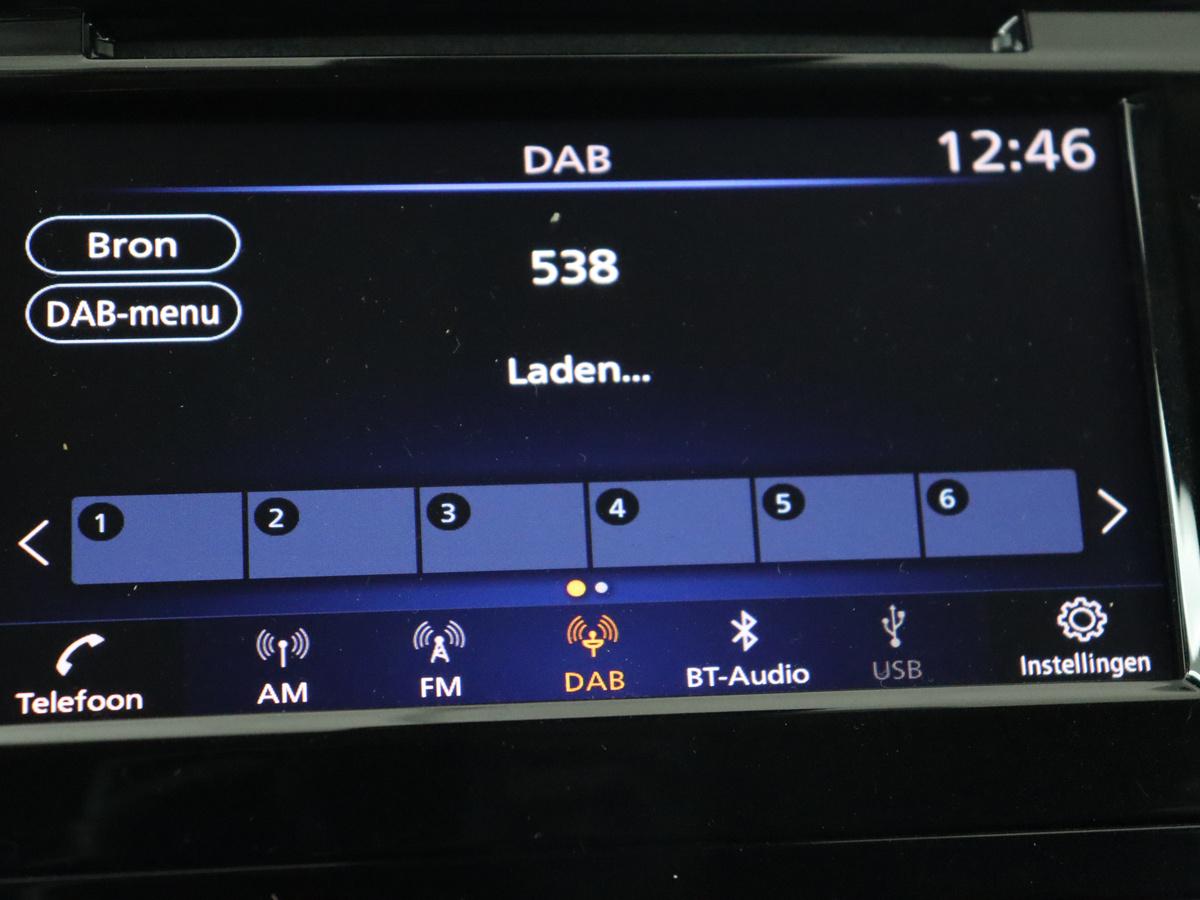 DAB
12:46
Bron
538
DAB-menu
Laden...
1 2 3 4 5 6
Telefoon AM FM DAB BT-Audio USB Instellingen